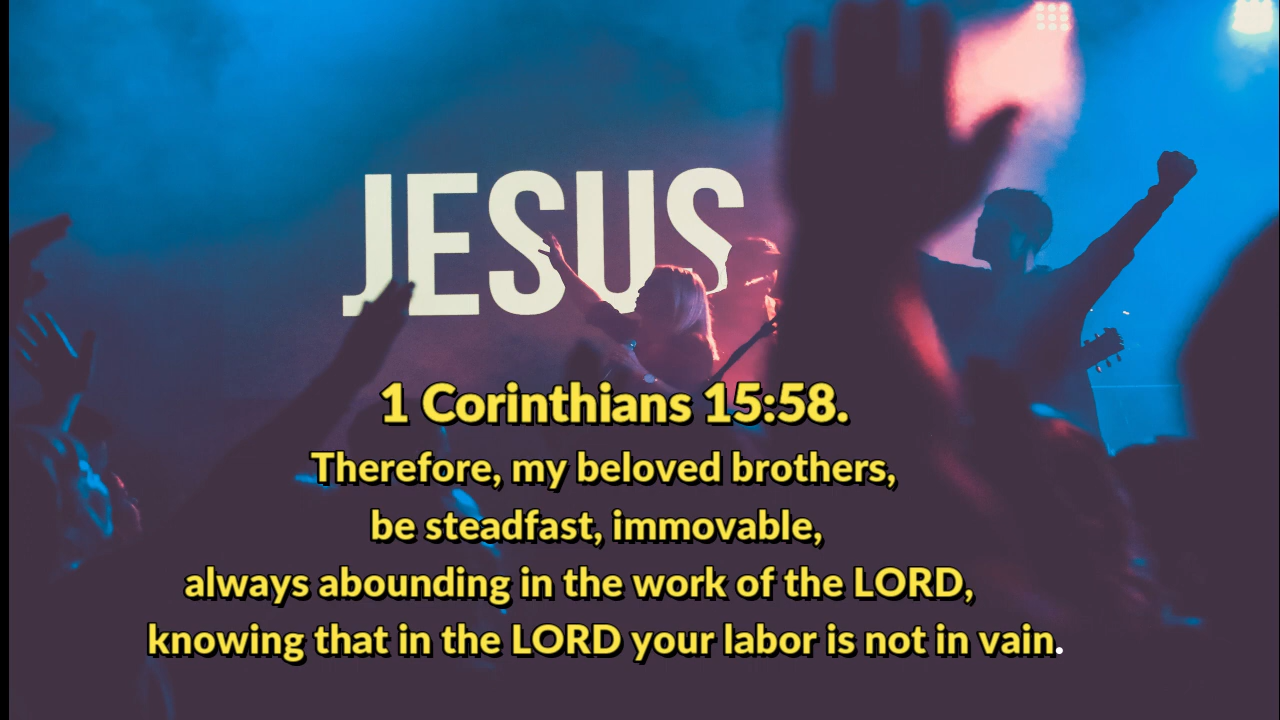 JESUS
1 Corinthians 15:58.
Therefore, my beloved brothers,
be steadfast, immovable,
always abounding in the work of the LORD,
knowing that in the LORD your labor is not in vain.